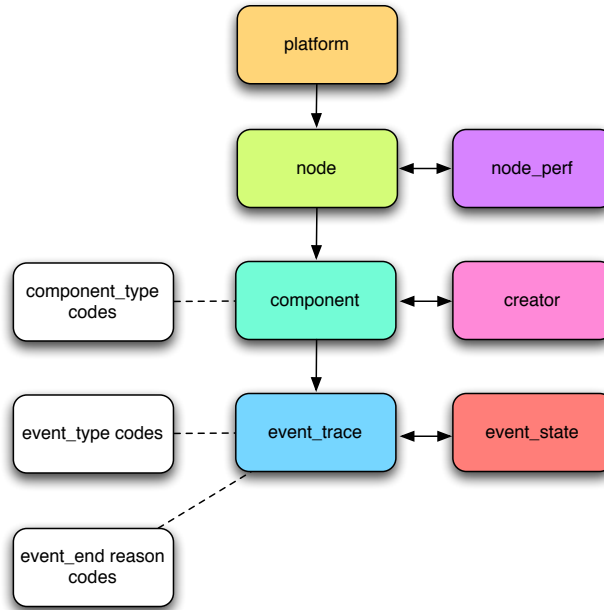 platform
node
node_perf
component_type
codes
component
creator
event_type codes
event_trace
event_state
event_end reason
codes